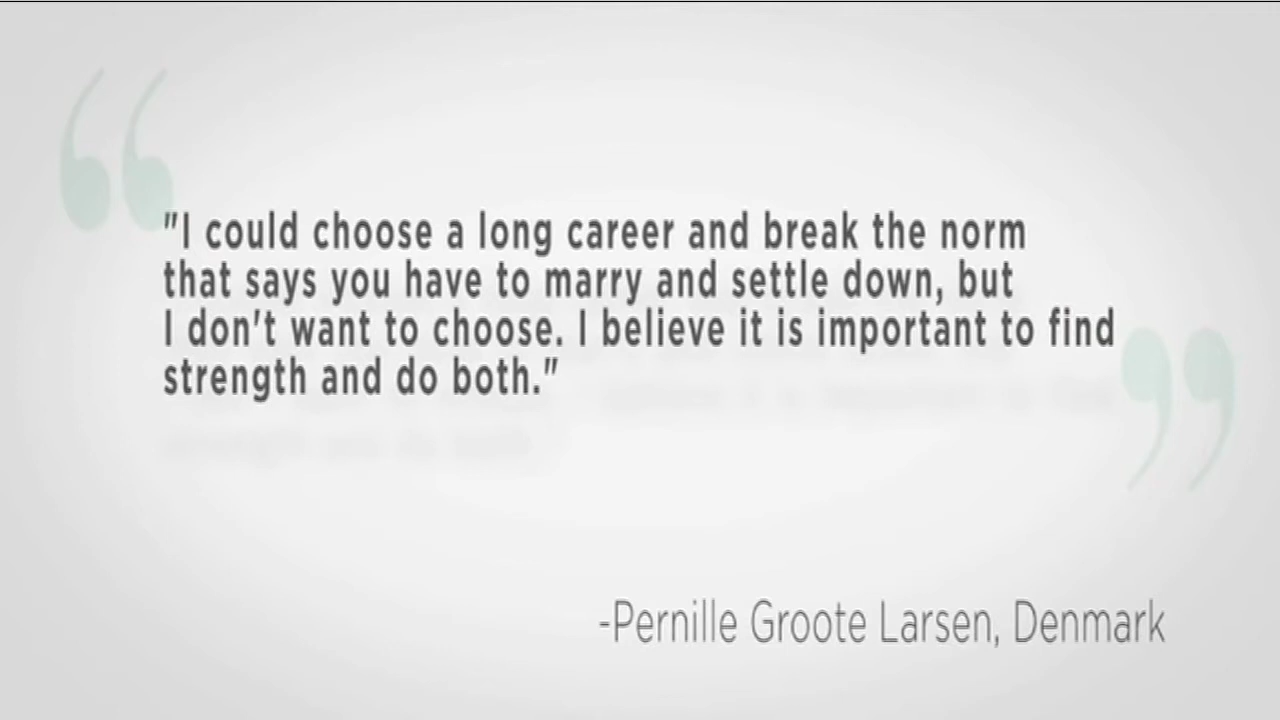 "I could choose a long career and break the norm
that says you have to marry and settle down, but
I don't want to choose. I believe it is important to find
strength and do both."
-Pernille Groote Larsen, Denmark